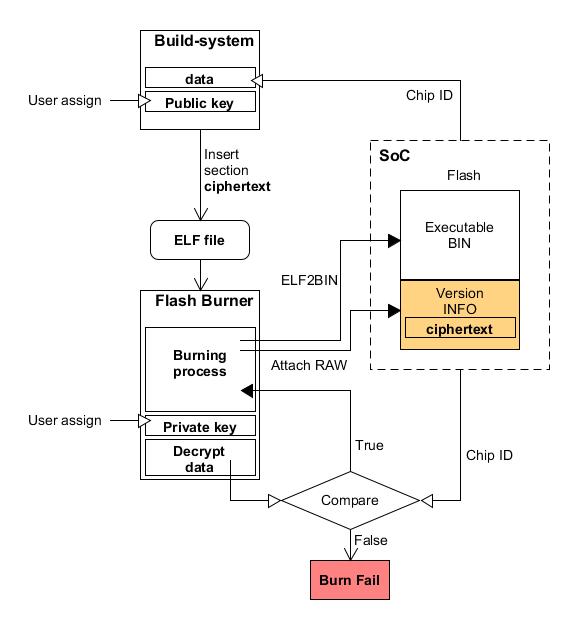 Build-system
data
User assign
Public key
Chip ID
Insert
section
ciphertext
SoC
Flash
Executable
BIN
ELF file
ELF2BIN
Version
INFO
ciphertext
Flash Burner
Burning
process
Attach RAW
User assign
Private key
Decrypt
data
True
Chip ID
Compare
False
Burn Fail